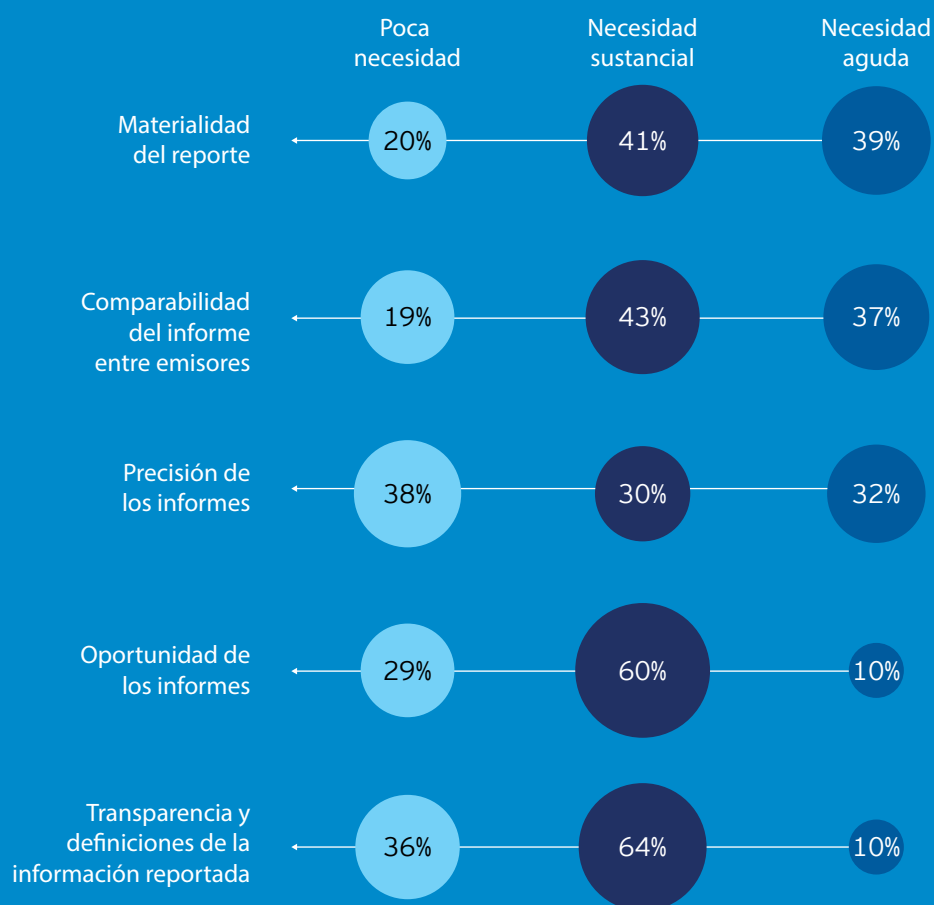 Poca
necesidad
Necesidad
sustancial
Necesidad
aguda
Materialidad
del reporte
20%
41%
39%
Comparabilidad
del informe
entre emisores
19%
43%
37%
Precisión de
los informes
38%
30%
32%
Oportunidad de
los informes
29%
60%
10%
Transparencia y
definiciones de la
información reportada
36%
64%
10%